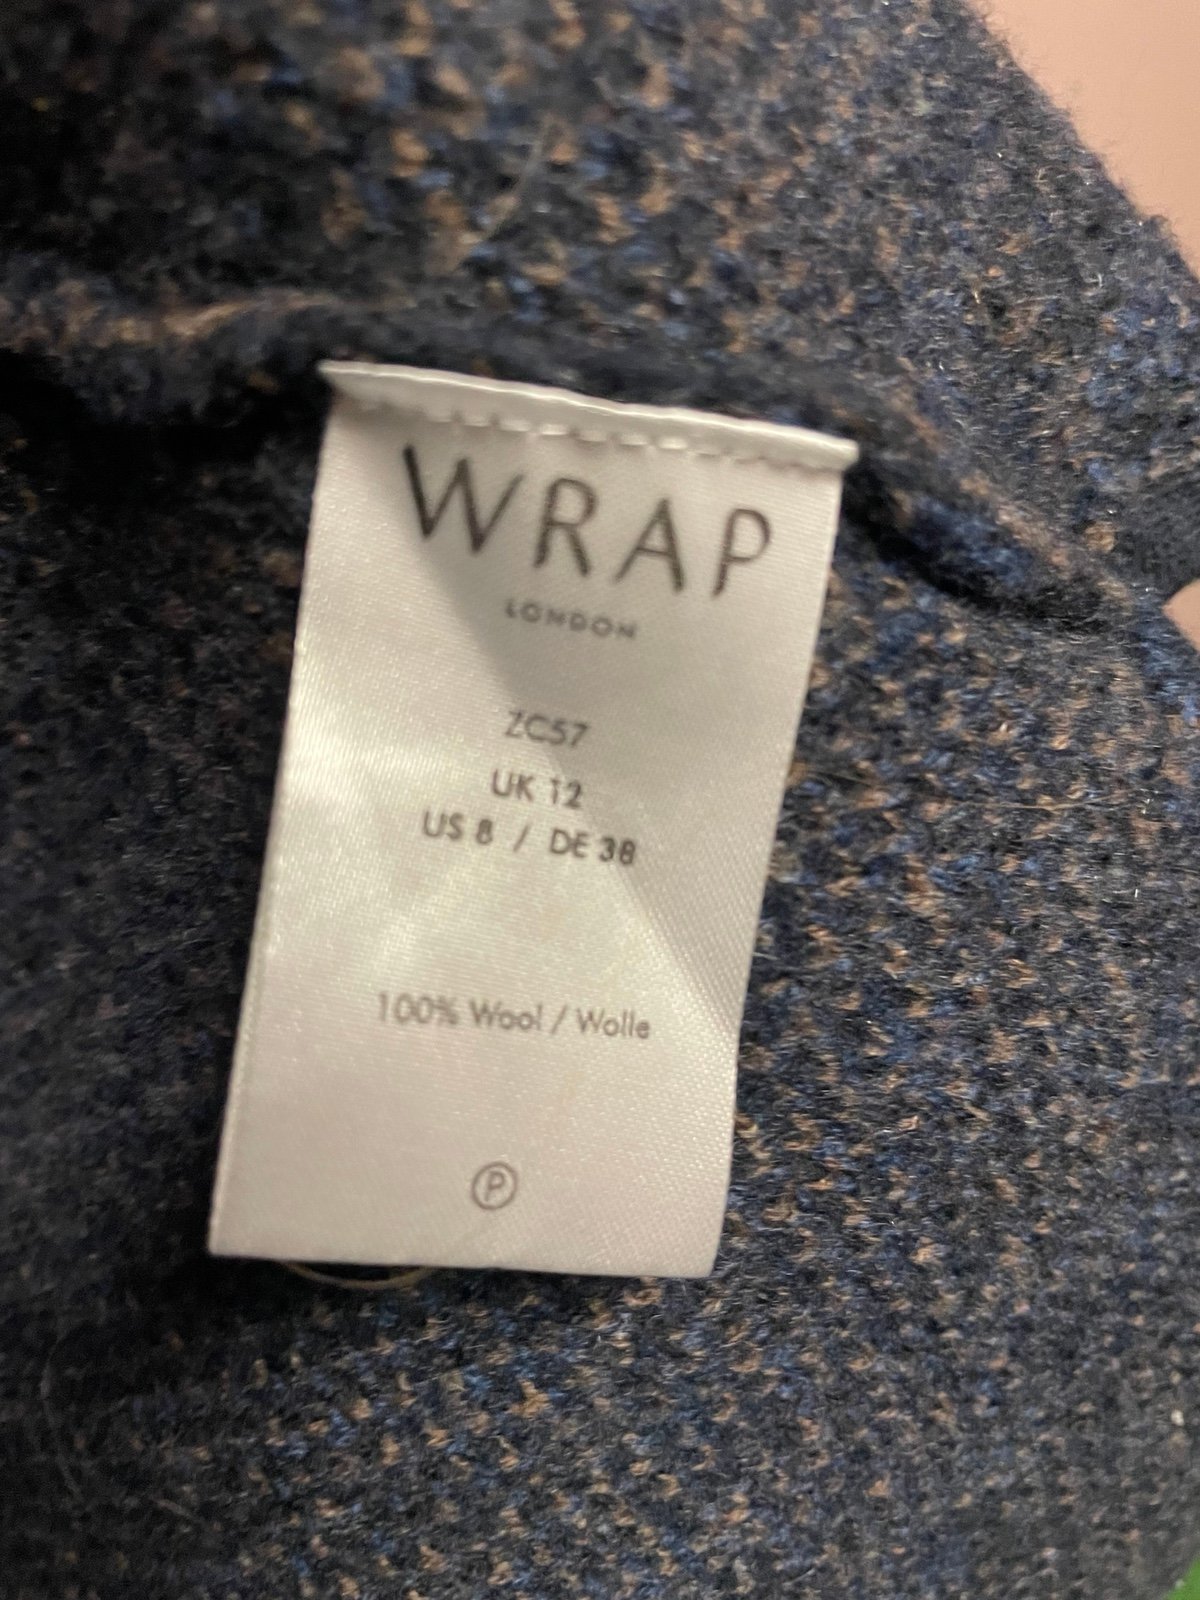 WRAP
LONDON
ZC57
UK 12
US 8 / DE 38
100% Wool / Wolle
P